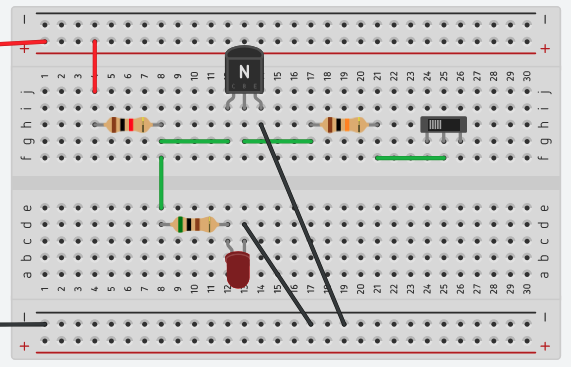 − −
+ +
N
1 2 3 4 5 6 7 8 9 10 11 15 16 17 18 19 20 21 22 23 24 25 26 27 28 29 30
j j
i i
h h
g g
f f
e e
d d
c c
b b
a a
1 2 3 4 5 6 7 8 9 10 11 12 13 14 15 16 17 18 19 20 21 22 23 24 25 26 27 28 29 30
− −
+ +